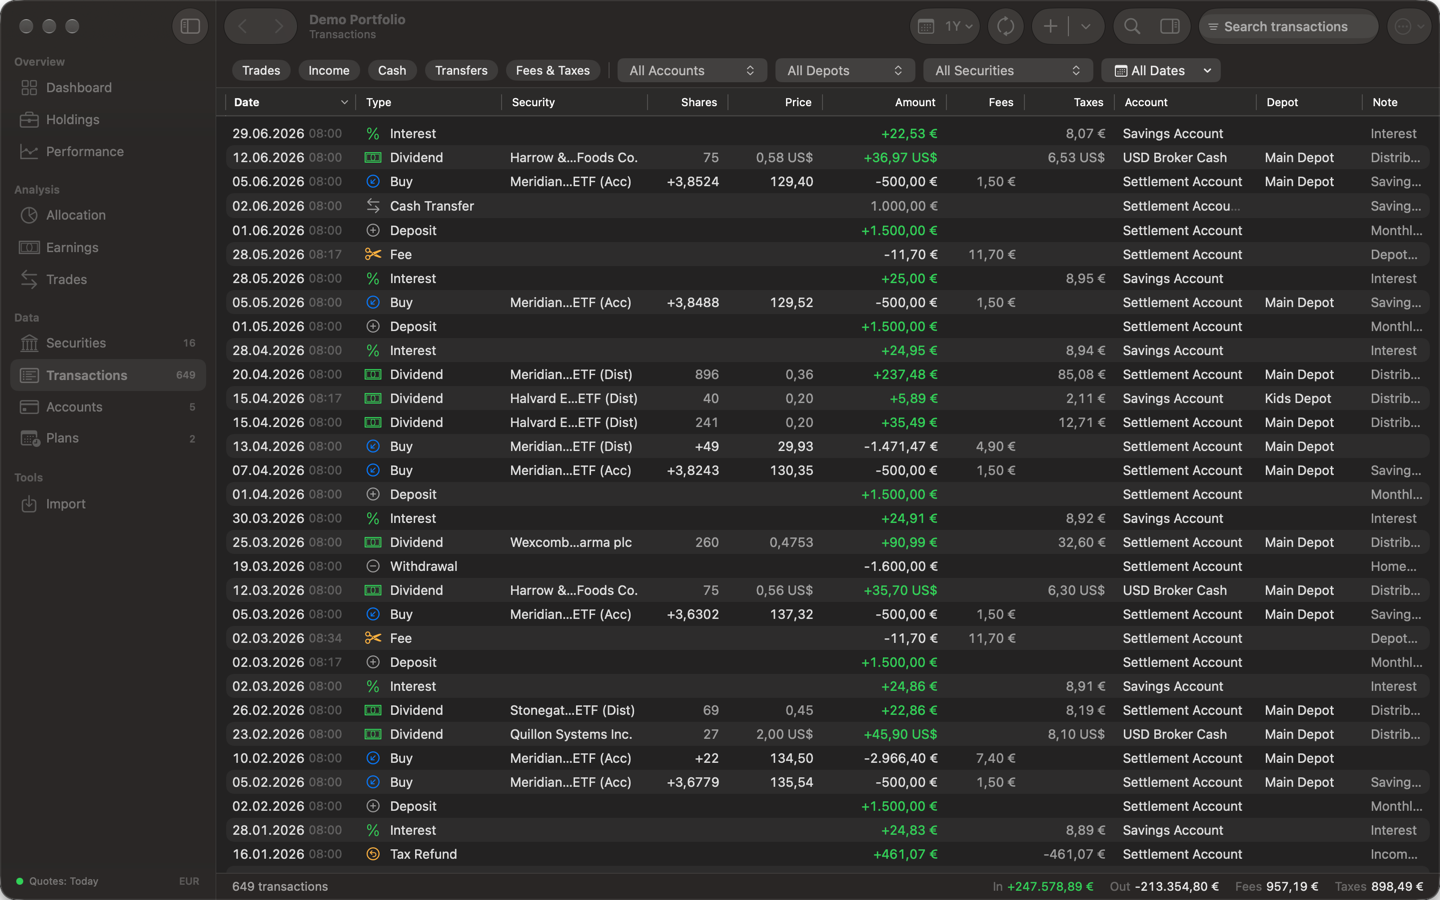 Demo Portfolio
Transactions
1Y
Search transactions
Overview
Dashboard
Holdings
Performance
Analysis
Allocation
Earnings
Trades
Data
Securities 16
Transactions 649
Accounts 5
Plans 2
Tools
Import
Quotes: Today EUR
Trades Income Cash Transfers Fees & Taxes All Accounts All Depots All Securities All Dates
Date Type Security Shares Price Amount Fees Taxes Account Depot Note
29.06.2026 08:00 Interest +22,53 € 8,07 € Savings Account Interest
12.06.2026 08:00 Dividend Harrow &...Foods Co. 75 0,58 US$ +36,97 US$ 6,53 US$ USD Broker Cash Main Depot Distrib...
05.06.2026 08:00 Buy Meridian...ETF (Acc) +3,8524 129,40 -500,00 € 1,50 € Settlement Account Main Depot Saving...
02.06.2026 08:00 Cash Transfer 1.000,00 € Settlement Accou... Saving...
01.06.2026 08:00 Deposit +1.500,00 € Settlement Account Monthl...
28.05.2026 08:17 Fee -11,70 € 11,70 € Settlement Account Depot...
28.05.2026 08:00 Interest +25,00 € 8,95 € Savings Account Interest
05.05.2026 08:00 Buy Meridian...ETF (Acc) +3,8488 129,52 -500,00 € 1,50 € Settlement Account Main Depot Saving...
01.05.2026 08:00 Deposit +1.500,00 € Settlement Account Monthl...
28.04.2026 08:00 Interest +24,95 € 8,94 € Savings Account Interest
20.04.2026 08:00 Dividend Meridian...ETF (Dist) 896 0,36 +237,48 € 85,08 € Settlement Account Main Depot Distrib...
15.04.2026 08:17 Dividend Halvard E...ETF (Dist) 40 0,20 +5,89 € 2,11 € Savings Account Kids Depot Distrib...
15.04.2026 08:00 Dividend Halvard E...ETF (Dist) 241 0,20 +35,49 € 12,71 € Settlement Account Main Depot Distrib...
13.04.2026 08:00 Buy Meridian...ETF (Dist) +49 29,93 -1.471,47 € 4,90 € Settlement Account Main Depot
07.04.2026 08:00 Buy Meridian...ETF (Acc) +3,8243 130,35 -500,00 € 1,50 € Settlement Account Main Depot Saving...
01.04.2026 08:00 Deposit +1.500,00 € Settlement Account Monthl...
30.03.2026 08:00 Interest +24,91 € 8,92 € Savings Account Interest
25.03.2026 08:00 Dividend Wexcomb...arma plc 260 0,4753 +90,99 € 32,60 € Settlement Account Main Depot Distrib...
19.03.2026 08:00 Withdrawal -1.600,00 € Settlement Account Home...
12.03.2026 08:00 Dividend Harrow &...Foods Co. 75 0,56 US$ +35,70 US$ 6,30 US$ USD Broker Cash Main Depot Distrib...
05.03.2026 08:00 Buy Meridian...ETF (Acc) +3,6302 137,32 -500,00 € 1,50 € Settlement Account Main Depot Saving...
02.03.2026 08:34 Fee -11,70 € 11,70 € Settlement Account Depot...
02.03.2026 08:17 Deposit +1.500,00 € Settlement Account Monthl...
02.03.2026 08:00 Interest +24,86 € 8,91 € Savings Account Interest
26.02.2026 08:00 Dividend Stonegat...ETF (Dist) 69 0,45 +22,86 € 8,19 € Settlement Account Main Depot Distrib...
23.02.2026 08:00 Dividend Quillon Systems Inc. 27 2,00 US$ +45,90 US$ 8,10 US$ USD Broker Cash Main Depot Distrib...
10.02.2026 08:00 Buy Meridian...ETF (Acc) +22 134,50 -2.966,40 € 7,40 € Settlement Account Main Depot
05.02.2026 08:00 Buy Meridian...ETF (Acc) +3,6779 135,54 -500,00 € 1,50 € Settlement Account Main Depot Saving...
02.02.2026 08:00 Deposit +1.500,00 € Settlement Account Monthl...
28.01.2026 08:00 Interest +24,83 € 8,89 € Savings Account Interest
16.01.2026 08:00 Tax Refund +461,07 € -461,07 € Settlement Account Incom...
649 transactions In +247.578,89 € Out -213.354,80 € Fees 957,19 € Taxes 898,49 €